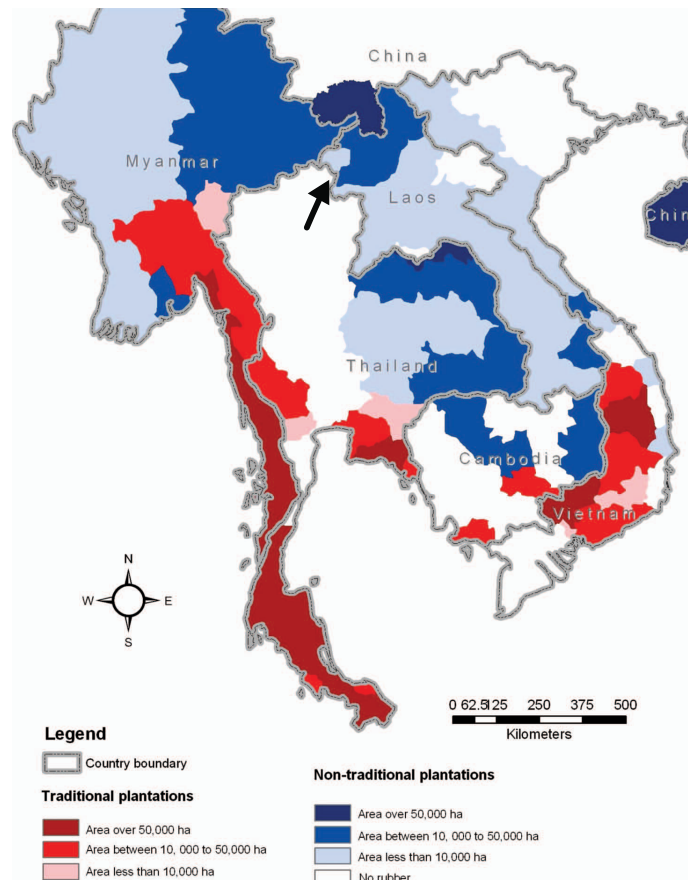 China
Myanmar
Laos
Chin
Thailand
Cambodia
Vietnam
N
W E
S
0 62.5 125 250 375 500
Kilometers
Legend
Country boundary
Traditional plantations
Area over 50,000 ha
Area between 10, 000 to 50,000 ha
Area less than 10,000 ha
Non-traditional plantations
Area over 50,000 ha
Area between 10, 000 to 50,000 ha
Area less than 10,000 ha
No rubber